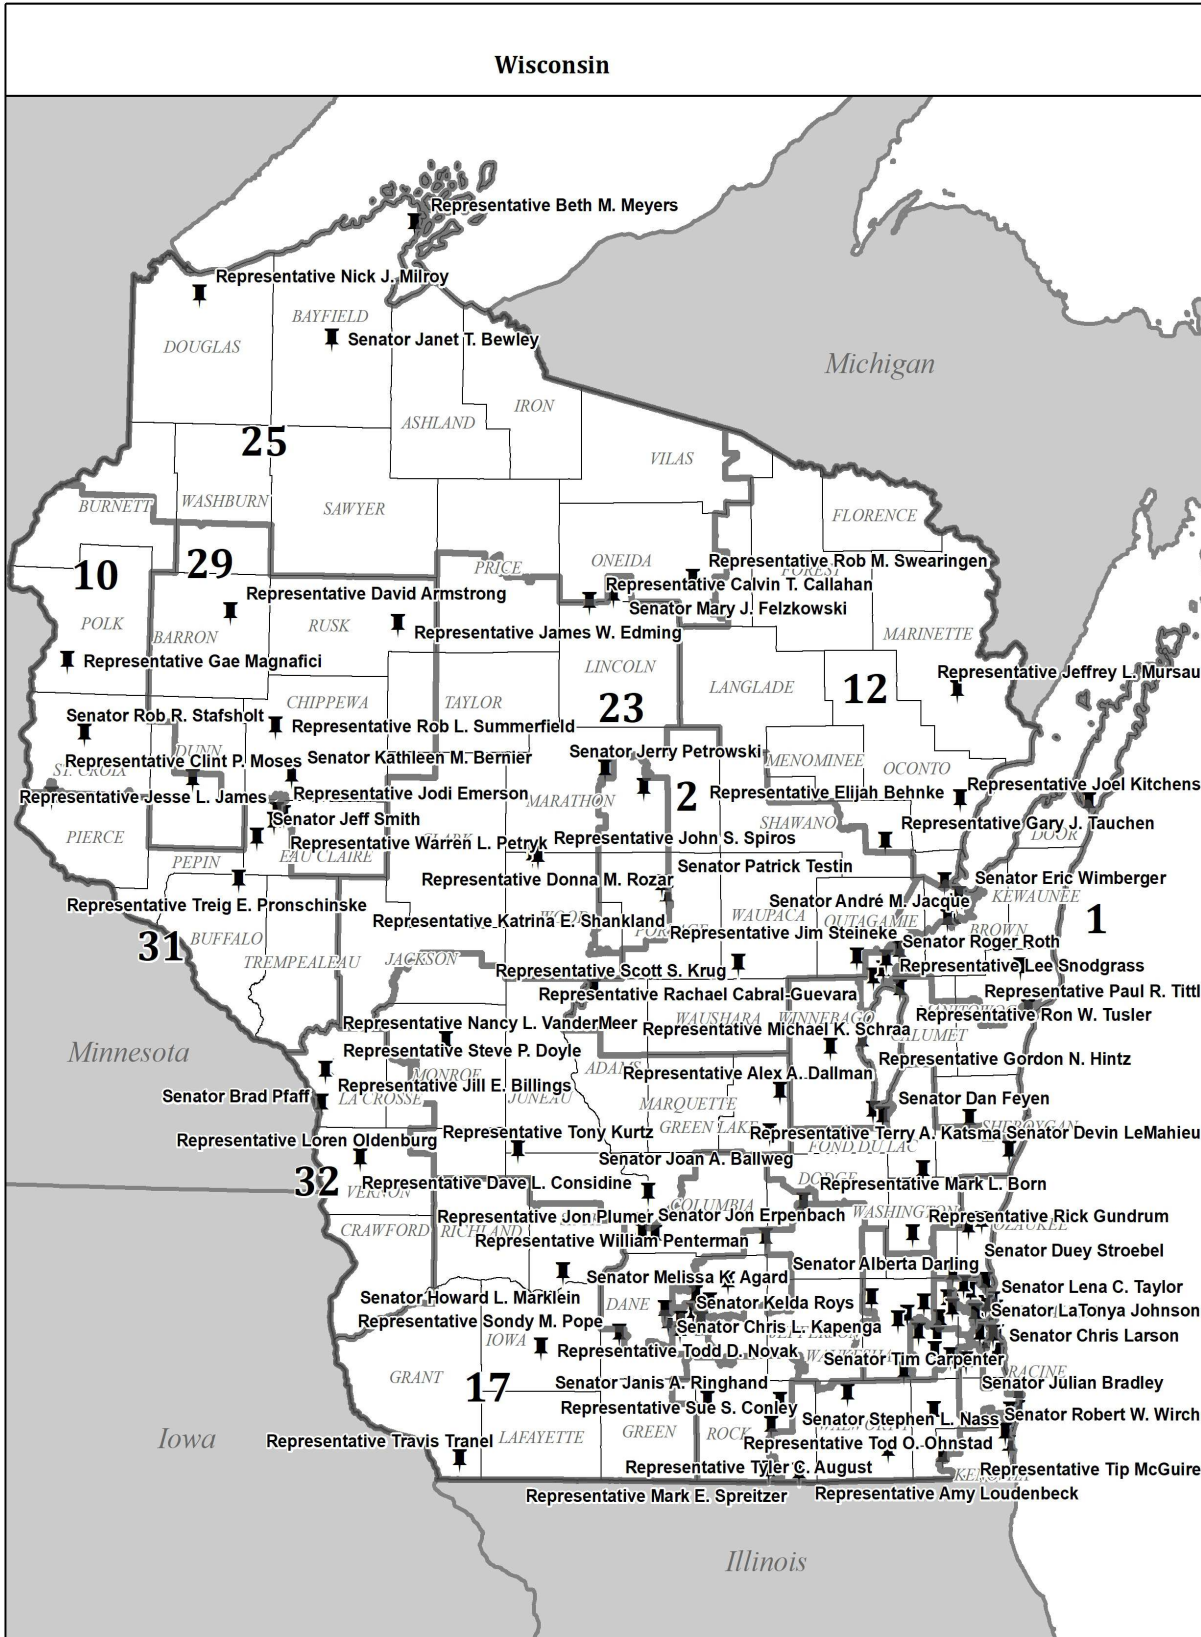 Wisconsin
Representative Beth M. Meyers
Representative Nick J. Milroy
BAYFIELD
Senator Janet T. Bewley
DOUGLAS
Michigan
IRON
ASHLAND
25
VILAS
WASHBURN
BURNETT
SAWYER
FLORENCE
ONEIDA
Representative Rob M. Swearingen
PRICE
FOREST
10
29
Representative Calvin T. Callahan
Representative David Armstrong
Senator Mary J. Felzkowski
POLK
RUSK
BARRON
Representative James W. Edming
MARINETTE
Representative Gae Magnafici
LINCOLN
Representative Jeffrey L. Mursau
LANGLADE
12
CHIPPEWA
TAYLOR
23
Senator Rob R. Stafsholt
Representative Rob L. Summerfield
DUNN
Senator Jerry Petrowski
Representative Clint P. Moses
Senator Kathleen M. Bernier
MENOMINEE
ST. CROIX
OCONTO
Representative Joel Kitchens
Representative Jesse L. James
Representative Jodi Emerson
MARATHON
2
Representative Elijah Behnke
Senator Jeff Smith
SHAWANO
Representative Gary J. Tauchen
PIERCE
CLARK
Representative John S. Spiros
DOOR
Representative Warren L. Petryk
PEPIN
EAU CLAIRE
Senator Patrick Testin
Representative Donna M. Rozar
Senator Eric Wimberger
KEWAUNEE
Representative Treig E. Pronschinske
Senator André M. Jacque
WOOD
WAUPACA
OUTAGAMIE
Representative Katrina E. Shankland
1
PORTAGE
BROWN
Representative Jim Steineke
BUFFALO
31
Senator Roger Roth
TREMPEALEAU
JACKSON
Representative Scott S. Krug
Representative Lee Snodgrass
Representative Rachael Cabral-Guevara
Representative Paul R. Tittl
MANITOWOC
Representative Ron W. Tusler
WAUSHARA
WINNEBAGO
Representative Nancy L. VanderMeer
Representative Michael K. Schraa
CALUMET
Minnesota
Representative Steve P. Doyle
Representative Gordon N. Hintz
ADAMS
MONROE
Representative Alex A. Dallman
Representative Jill E. Billings
Senator Brad Pfaff
LA CROSSE
JUNEAU
Senator Dan Feyen
MARQUETTE
GREEN LAKE
SHEBOYGAN
Representative Loren Oldenburg
Representative Tony Kurtz
Representative Terry A. Katsma
Senator Devin LeMahieu
FOND DU LAC
Senator Joan A. Ballweg
32
VERNON
Representative Dave L. Considine
DODGE
Representative Mark L. Born
COLUMBIA
WASHINGTON
Representative Jon Plumer
Senator Jon Erpenbach
Representative Rick Gundrum
OZAUKEE
CRAWFORD
RICHLAND
Representative William Penterman
Senator Duey Stroebel
Senator Alberta Darling
Senator Melissa K. Agard
Senator Lena C. Taylor
Senator Howard L. Marklein
DANE
Senator Kelda Roys
Senator LaTonya Johnson
Representative Sondy M. Pope
Senator Chris L. Kapenga
JEFFERSON
Senator Chris Larson
IOWA
Representative Todd D. Novak
WAUKESHA
Senator Tim Carpenter
RACINE
GRANT
17
Senator Janis A. Ringhand
Senator Julian Bradley
Representative Sue S. Conley
Senator Stephen L. Nass
Senator Robert W. Wirch
WALWORTH
Iowa
Representative Travis Tranel
LAFAYETTE
GREEN
ROCK
Representative Tod O. Ohnstad
Representative Tyler C. August
KENOSHA
Representative Tip McGuire
Representative Mark E. Spreitzer
Representative Amy Loudenbeck
Illinois